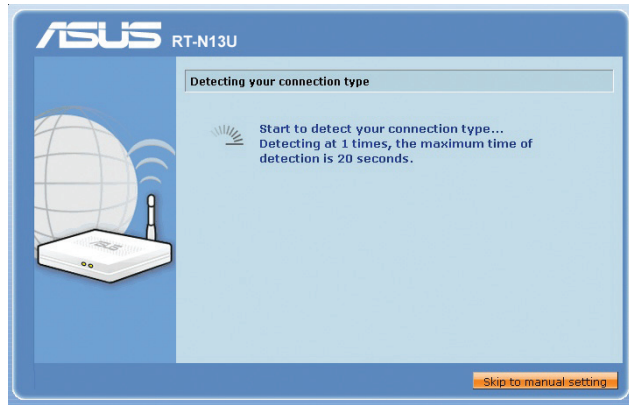 ASUS RT-N13U
Detecting your connection type
Start to detect your connection type...
Detecting at 1 times, the maximum time of
detection is 20 seconds.
ASUS
Skip to manual setting